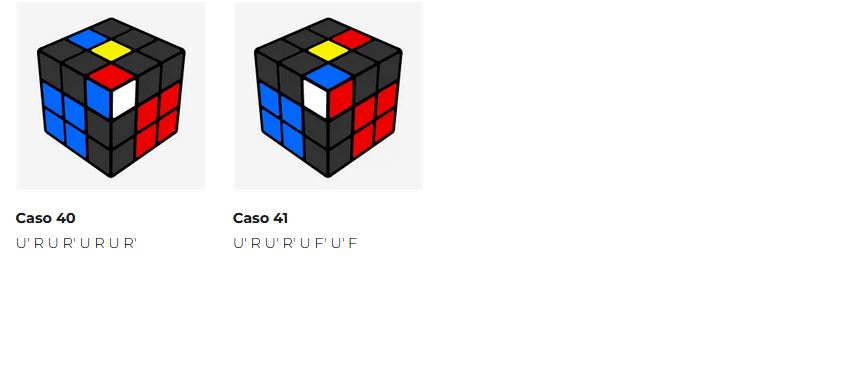 Caso 40
U' R U R' U R U R'
Caso 41
U' R U' R' U F' U' F